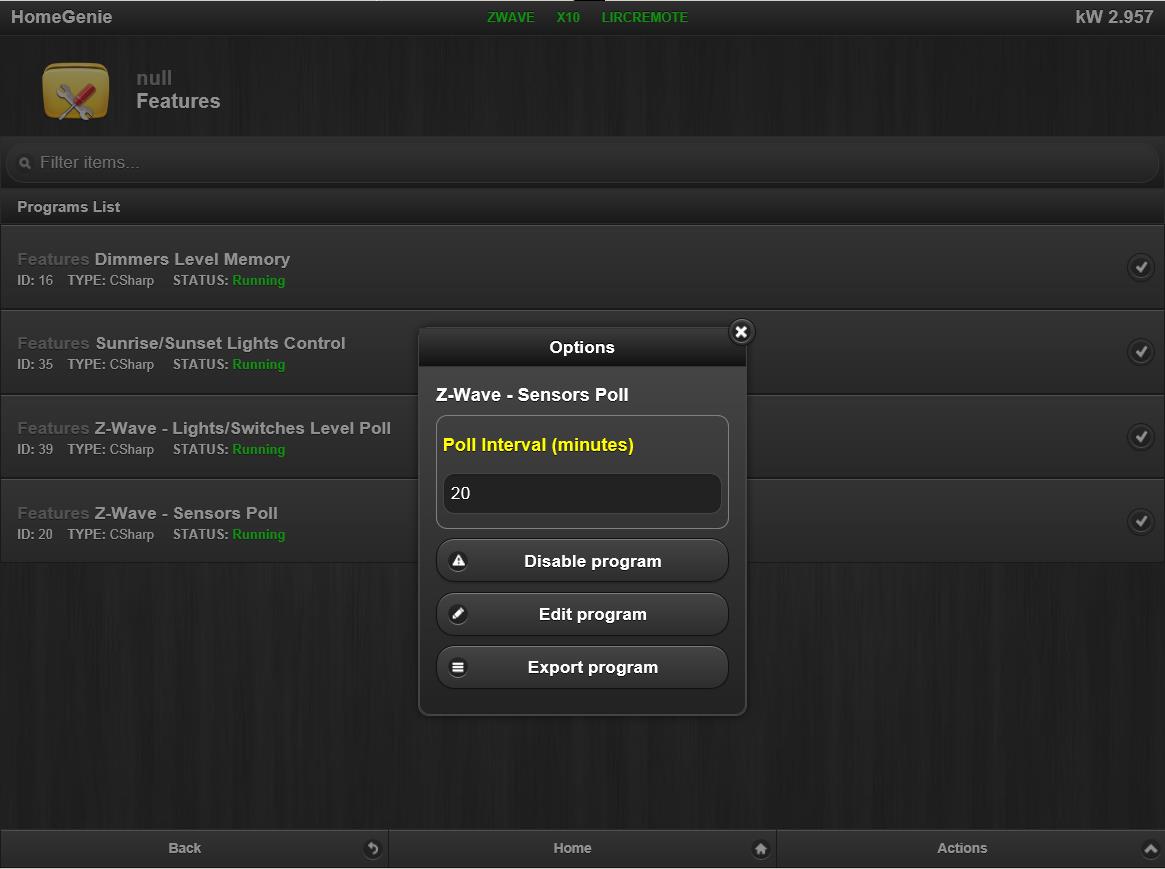 HomeGenie ZWAVE X10 LIRCREMOTE kW 2.957
null
Features
Filter items...
Programs List
Features Dimmers Level Memory
ID: 16 TYPE: CSharp STATUS: Running
Features Sunrise/Sunset Lights Control
ID: 35 TYPE: CSharp STATUS: Running
Features Z-Wave - Lights/Switches Level Poll
ID: 39 TYPE: CSharp STATUS: Running
Features Z-Wave - Sensors Poll
ID: 20 TYPE: CSharp STATUS: Running
Options
Z-Wave - Sensors Poll
Poll Interval (minutes)
20
Disable program
Edit program
Export program
Back Home Actions